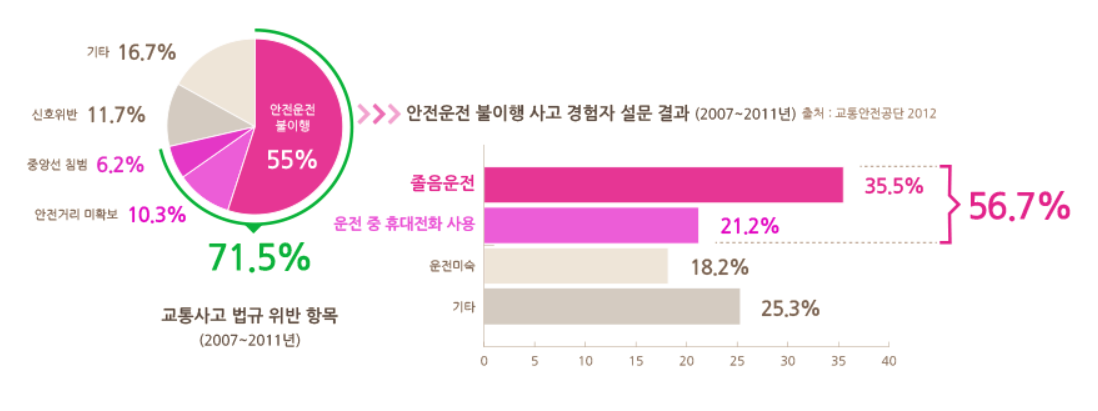 기타 16.7%
신호위반 11.7%
중앙선 침범 6.2%
안전거리 미확보 10.3%
안전운전
불이행
55%
71.5%
교통사고 법규 위반 항목
(2007~2011년)
안전운전 불이행 사고 경험자 설문 결과 (2007~2011년) 출처 : 교통안전공단 2012
졸음운전 35.5%
운전 중 휴대전화 사용 21.2%
56.7%
운전미숙 18.2%
기타 25.3%
0 5 10 15 20 25 30 35 40